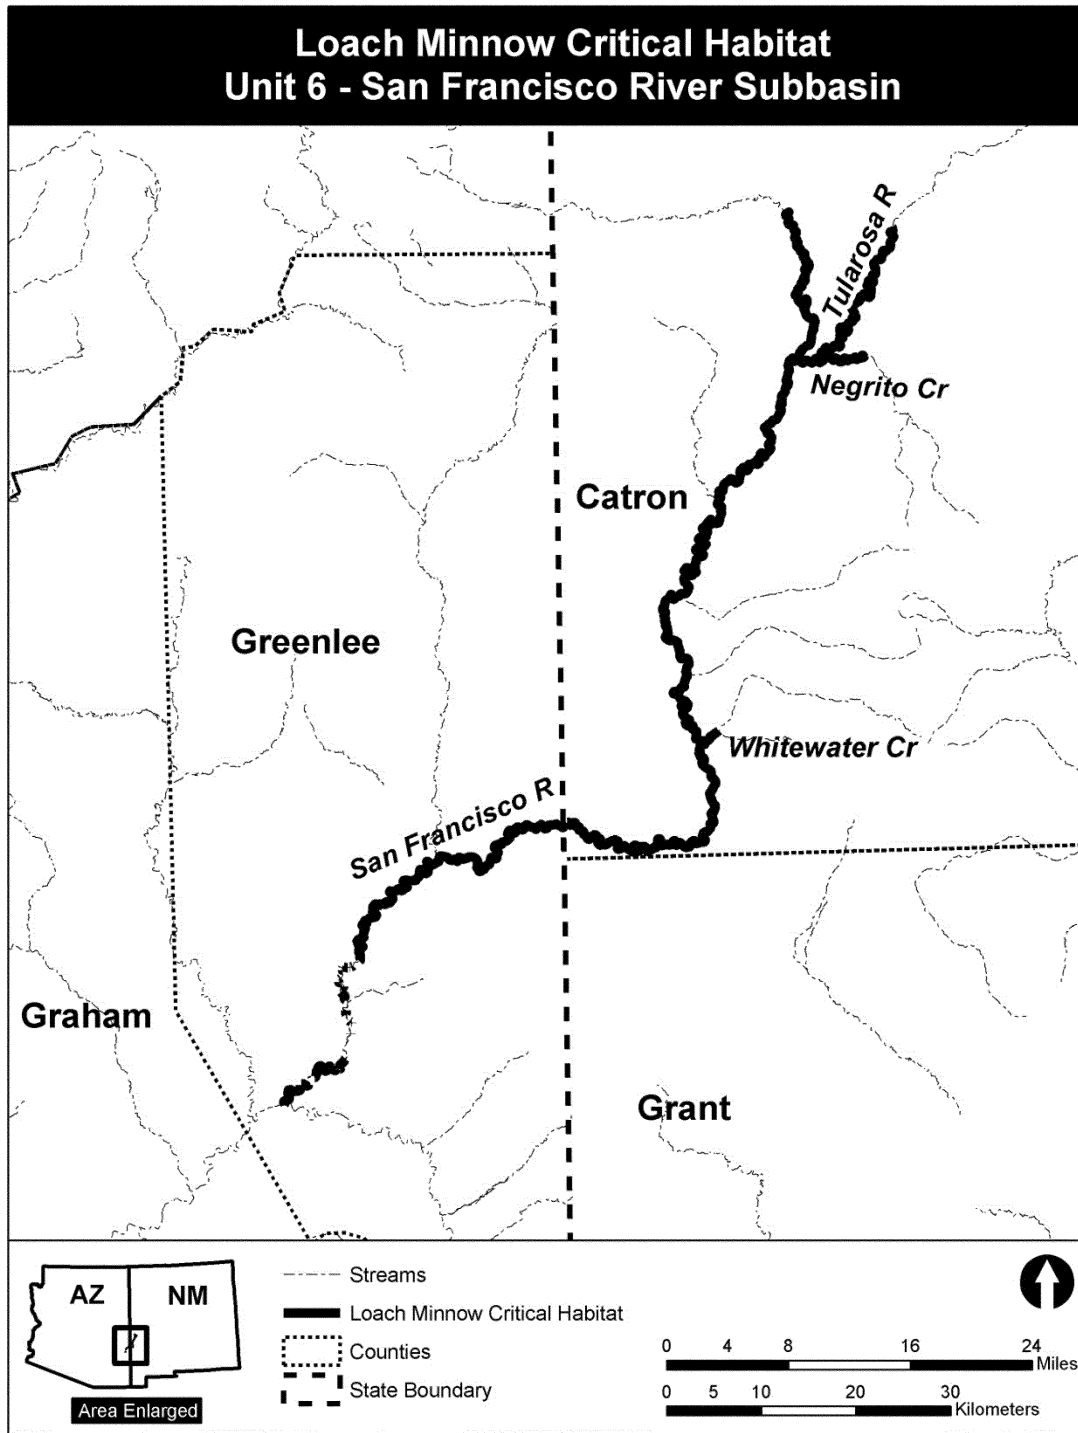 Loach Minnow Critical Habitat
Unit 6 - San Francisco River Subbasin
Tularosa R
Negrito Cr
Catron
Greenlee
Whitewater Cr
San Francisco R
Graham
Grant
AZ
NM
Area Enlarged
Streams
Loach Minnow Critical Habitat
Counties
State Boundary
0 4 8 16 24
Miles
0 5 10 20 30
Kilometers